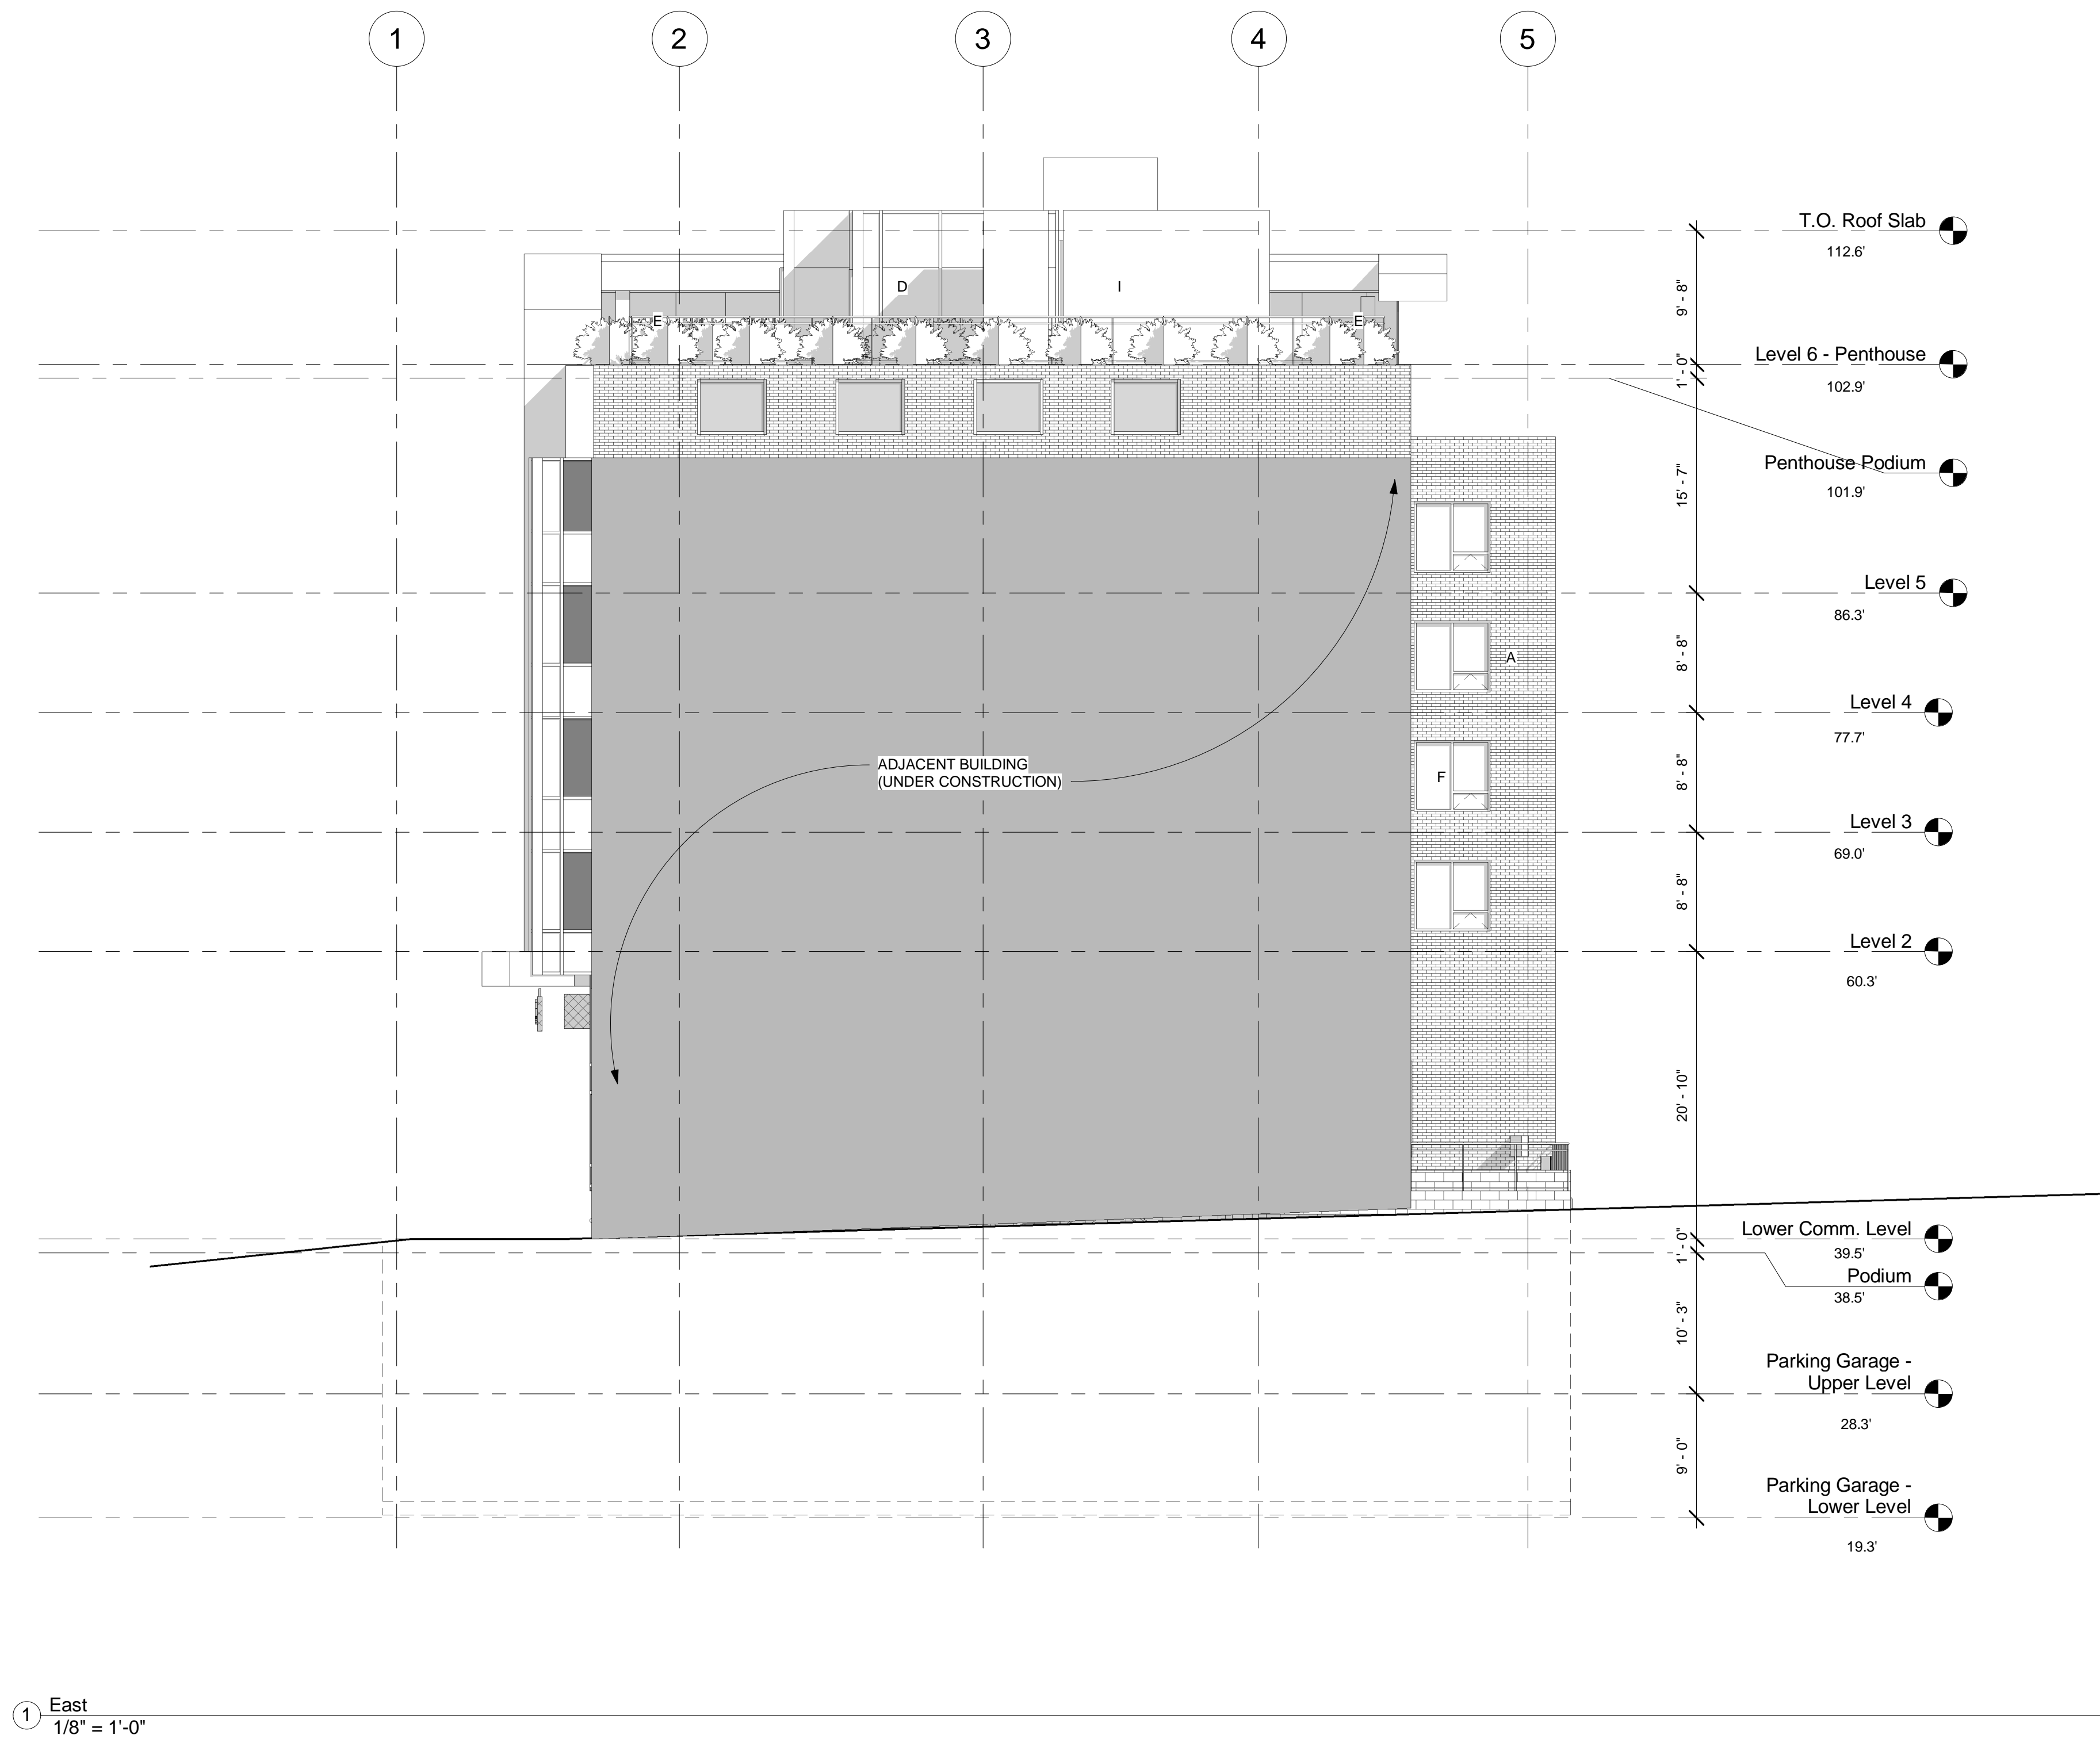 1 2 3 4 5
T.O. Roof Slab
112.6'
9' - 8"
D
I
E
E
Level 6 - Penthouse
1' - 0"
102.9'
Penthouse Podium
15' - 7"
101.9'
Level 5
86.3'
8' - 8"
A
Level 4
77.7'
ADJACENT BUILDING
(UNDER CONSTRUCTION)
F
8' - 8"
Level 3
69.0'
8' - 8"
Level 2
60.3'
20' - 10"
Lower Comm. Level
1' - 0"
39.5'
Podium
38.5'
10' - 3"
Parking Garage -
Upper Level
28.3'
9' - 0"
Parking Garage -
Lower Level
19.3'
1 East
1/8" = 1'-0"